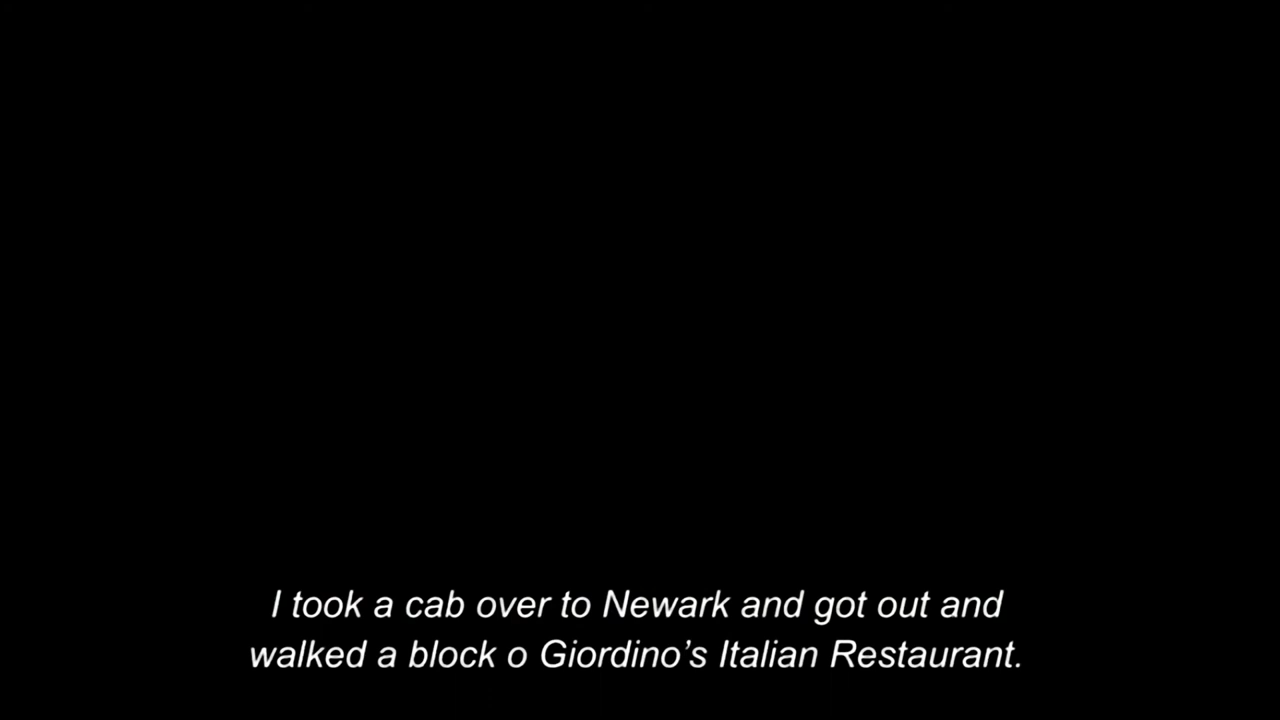 I took a cab over to Newark and got out and
walked a block o Giordino’s Italian Restaurant.